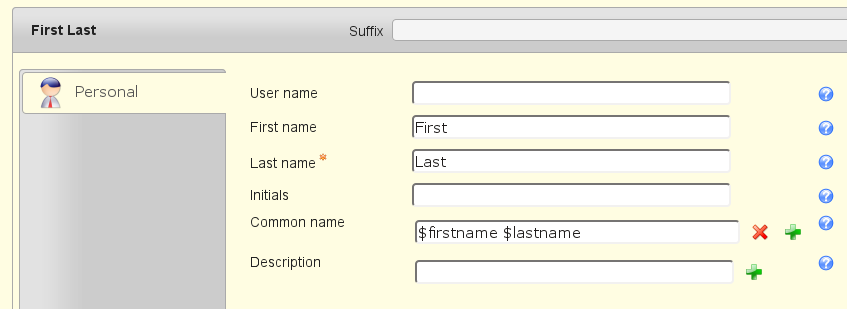 First Last
Suffix
Personal
User name
First name First
Last name * Last
Initials
Common name $firstname $lastname
Description